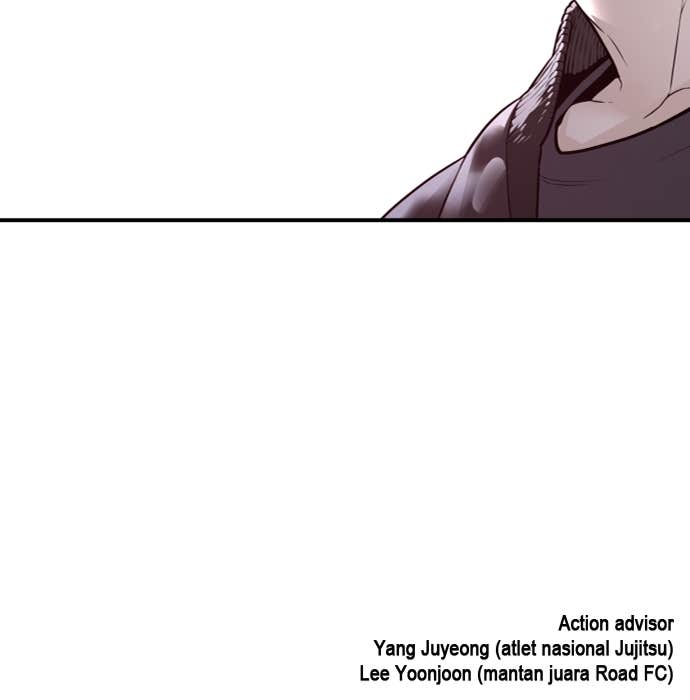 Action advisor
Yang Juyeong (atlet nasional Jujitsu)
Lee Yoonjoon (mantan juara Road FC)